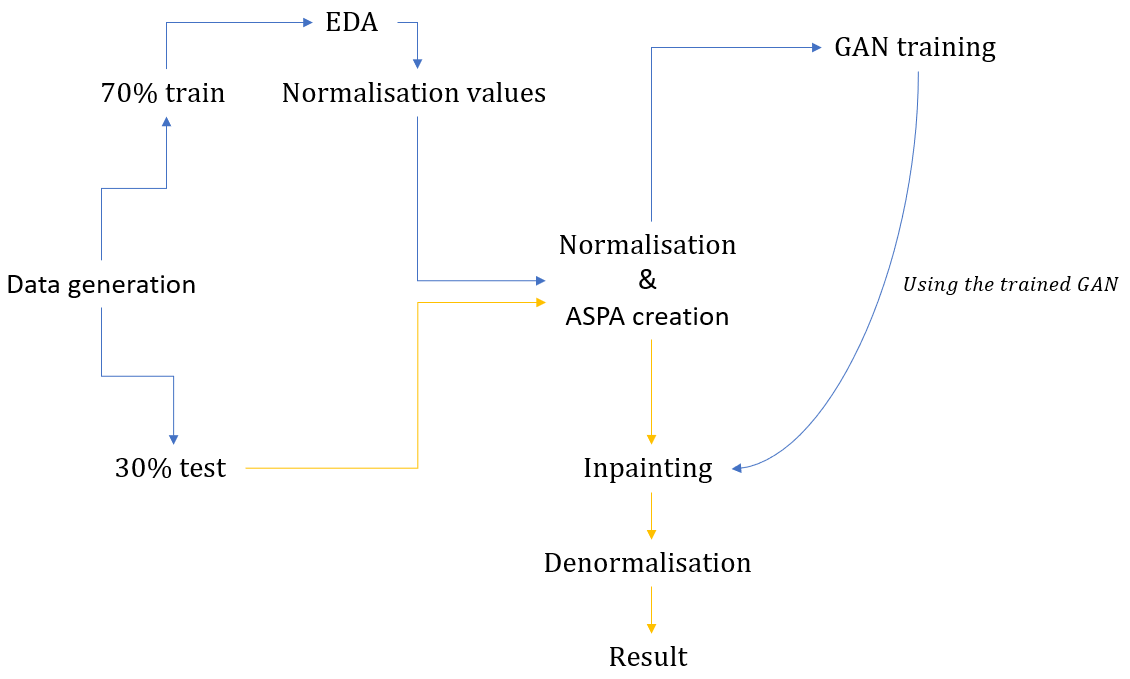 EDA
GAN training
70% train
Normalisation values
Normalisation
&
ASPA creation
Data generation
Using the trained GAN
30% test
Inpainting
Denormalisation
Result